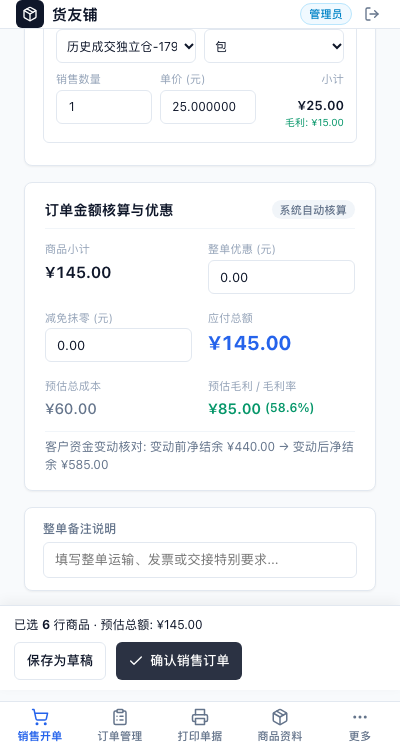 货友铺
管理员
历史成交独立仓-179
包
销售数量
单价 (元)
小计
1
25.000000
¥25.00
毛利: ¥15.00
订单金额核算与优惠
系统自动核算
商品小计
整单优惠 (元)
¥145.00
0.00
减免抹零 (元)
应付总额
0.00
¥145.00
预估总成本
预估毛利 / 毛利率
¥60.00
¥85.00 (58.6%)
客户资金变动核对: 变动前净结余 ¥440.00 → 变动后净结
余 ¥585.00
整单备注说明
填写整单运输、发票或交接特别要求...
已选 6 行商品 · 预估总额: ¥145.00
保存为草稿
确认销售订单
销售开单
订单管理
打印单据
商品资料
更多